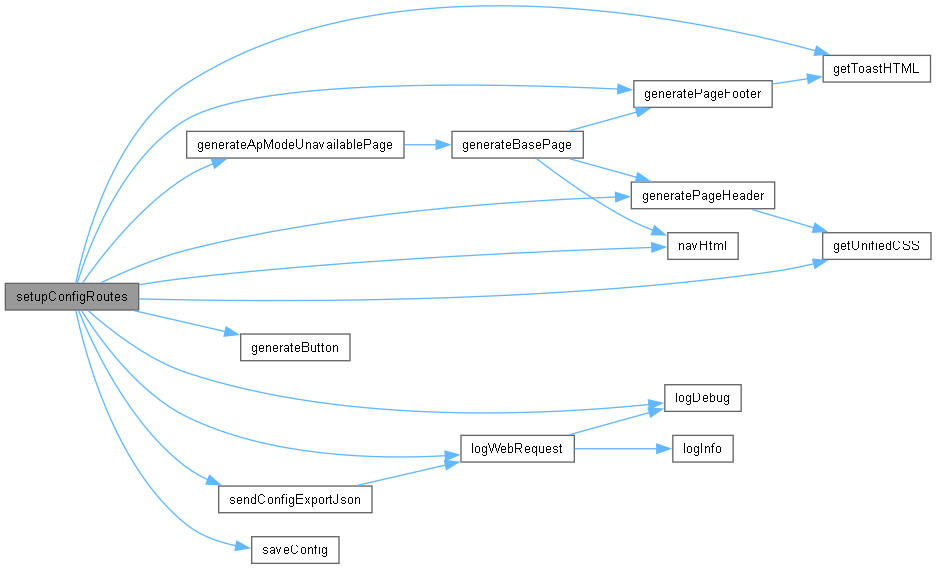 getToastHTML
generatePageFooter
generateApModeUnavailablePage
generateBasePage
generatePageHeader
navHtml
getUnifiedCSS
setupConfigRoutes
generateButton
logDebug
logWebRequest
logInfo
sendConfigExportJson
saveConfig